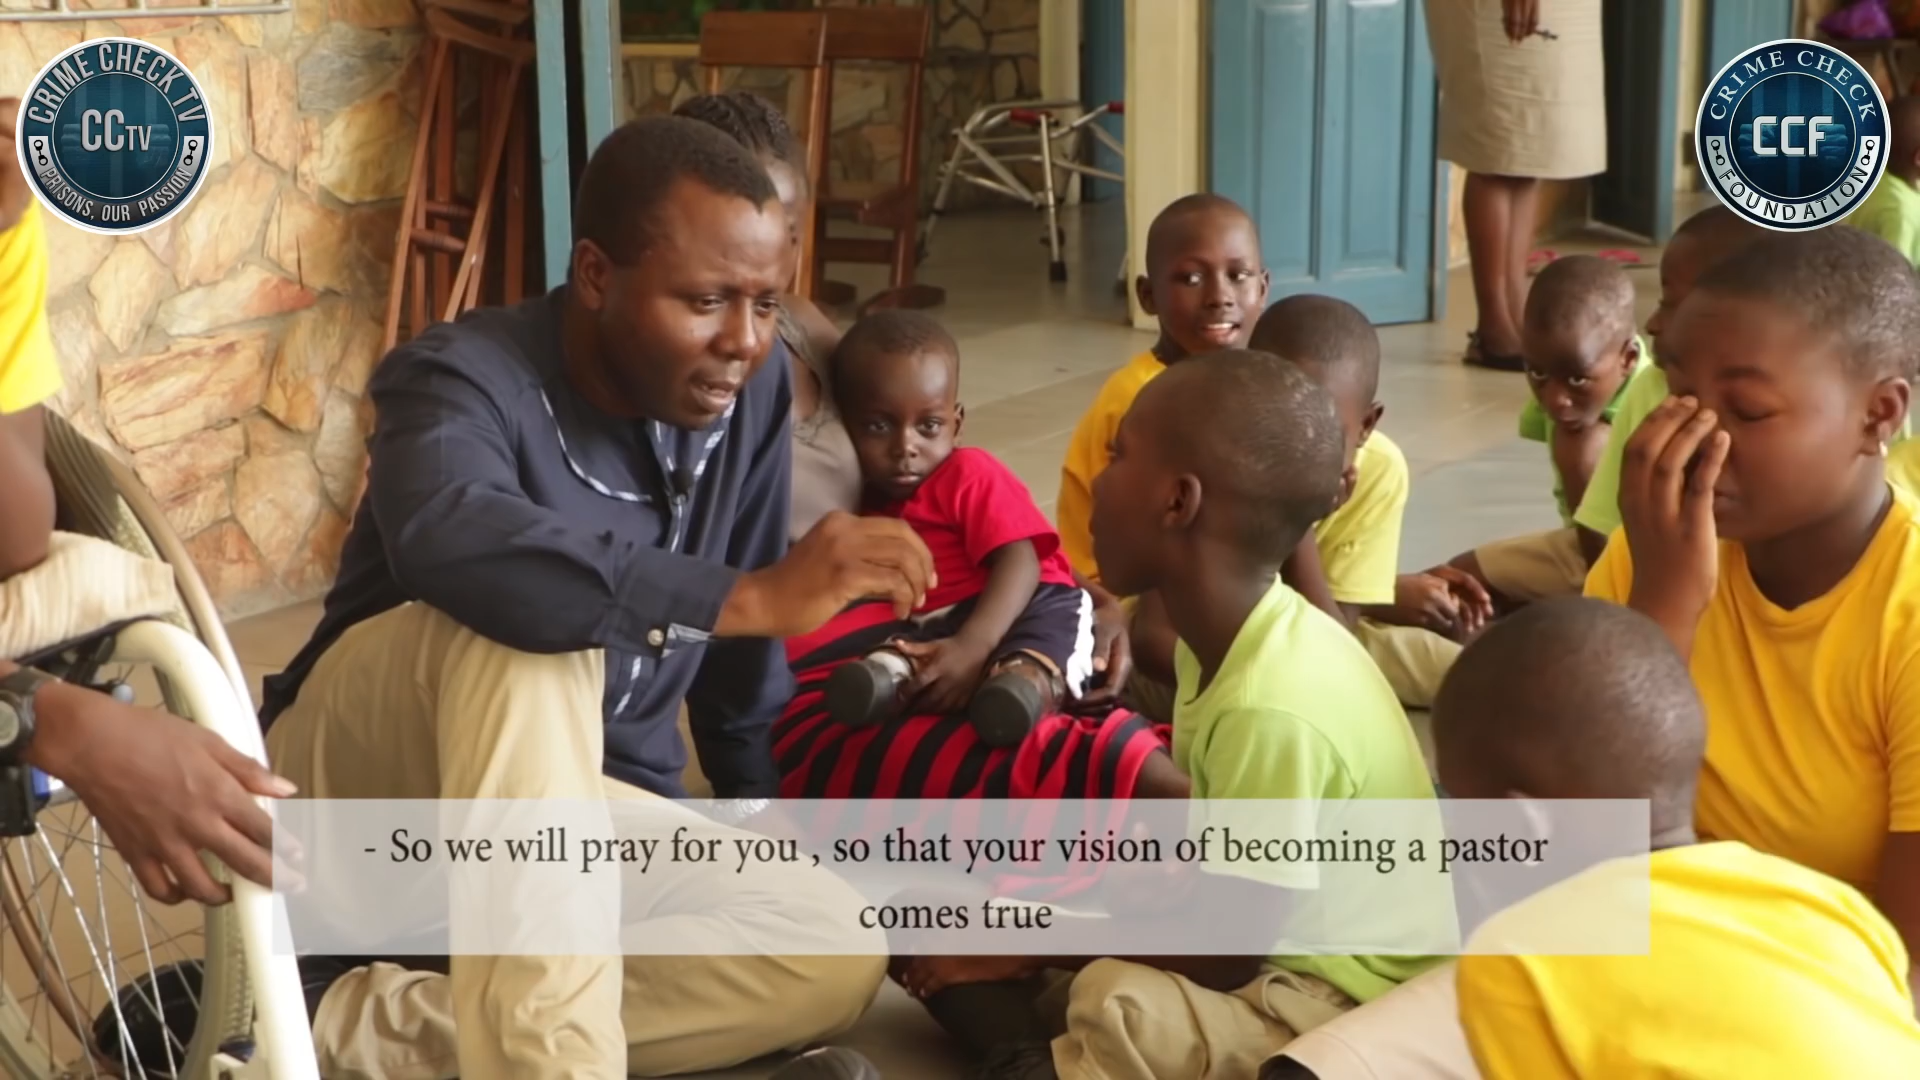 CRIME CHECK TV
CCTV
PRISONS, OUR PASSION
CRIME CHECK
CCF
FOUNDATION
- So we will pray for you , so that your vision of becoming a pastor
comes true